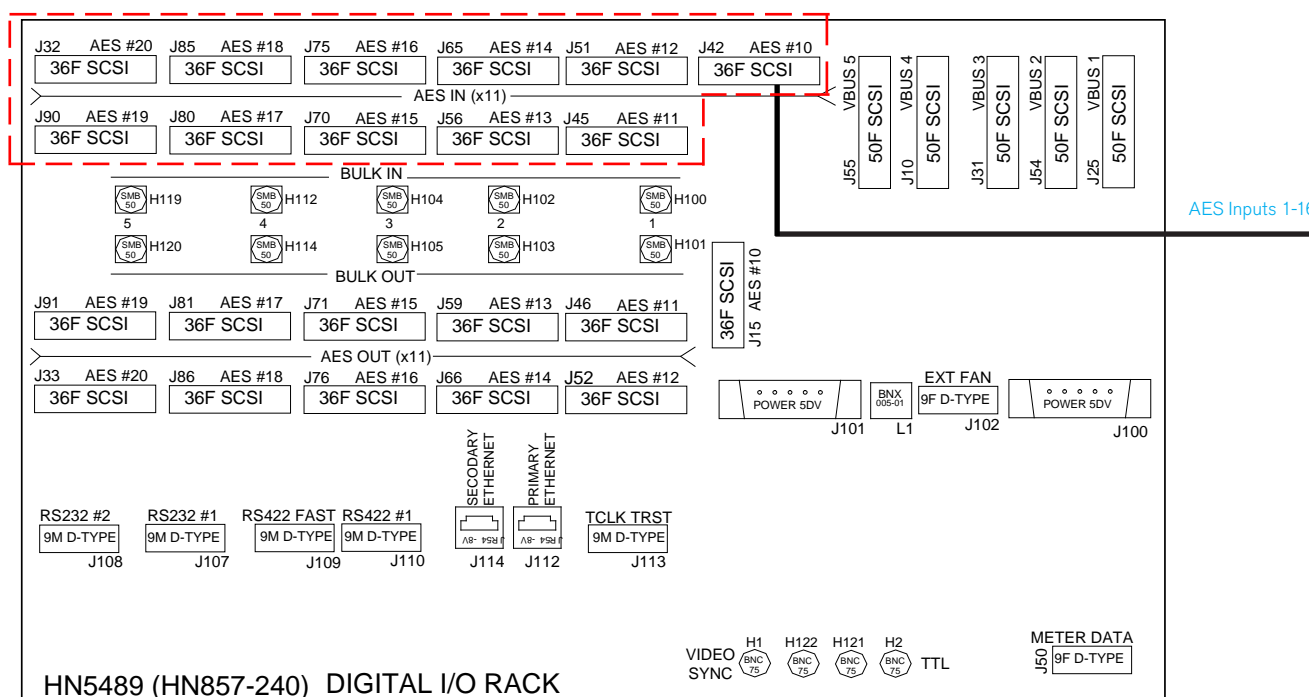 J32 AES #20 J85 AES #18 J75 AES #16 J65 AES #14 J51 AES #12 J42 AES #10
36F SCSI 36F SCSI 36F SCSI 36F SCSI 36F SCSI 36F SCSI
AES IN (x11)
J90 AES #19 J80 AES #17 J70 AES #15 J56 AES #13 J45 AES #11
36F SCSI 36F SCSI 36F SCSI 36F SCSI 36F SCSI
J55 VBUS 5 50F SCSI
J10 VBUS 4 50F SCSI
J31 VBUS 3 50F SCSI
J54 VBUS 2 50F SCSI
J25 VBUS 1 50F SCSI
AES Inputs 1-16
BULK IN
SMB 50 H119 SMB 50 H112 SMB 50 H104 SMB 50 H102 SMB 50 H100
5 4 3 2 1
SMB 50 H120 SMB 50 H114 SMB 50 H105 SMB 50 H103 SMB 50 H101
BULK OUT
36F SCSI
J15 AES #10
J91 AES #19 J81 AES #17 J71 AES #15 J59 AES #13 J46 AES #11
36F SCSI 36F SCSI 36F SCSI 36F SCSI 36F SCSI
AES OUT (x11)
J33 AES #20 J86 AES #18 J76 AES #16 J66 AES #14 J52 AES #12
36F SCSI 36F SCSI 36F SCSI 36F SCSI 36F SCSI
EXT FAN
POWER 5DV BNX 005-01 9F D-TYPE POWER 5DV
J101 L1 J102 J100
SECODARY ETHERNET
PRIMARY ETHERNET
RS232 #2 RS232 #1 RS422 FAST RS422 #1 TCLK TRST
9M D-TYPE 9M D-TYPE 9M D-TYPE 9M D-TYPE 9M D-TYPE
J108 J107 J109 J110 J114 J112 J113
VIDEO SYNC H1 H122 H121 H2 TTL
BNC 75 BNC 75 BNC 75 BNC 75
METER DATA
J50 9F D-TYPE
HN5489 (HN857-240) DIGITAL I/O RACK